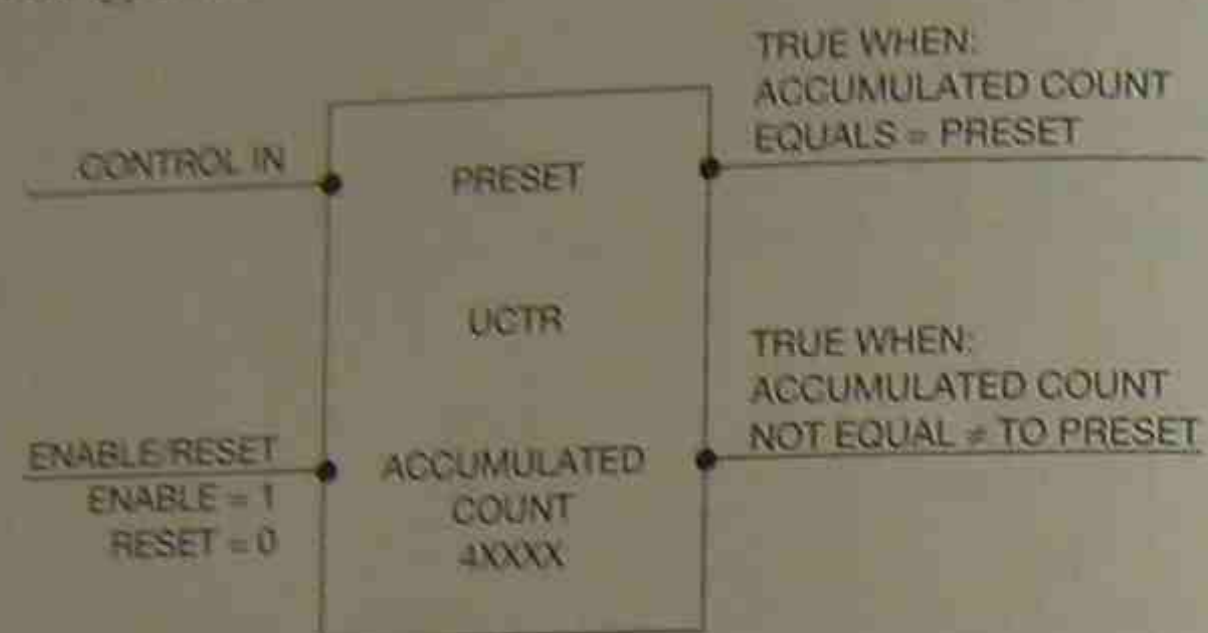 TRUE WHEN:
ACCUMULATED COUNT
EQUALS = PRESET
CONTROL IN
PRESET
UCTR
TRUE WHEN:
ACCUMULATED COUNT
NOT EQUAL ≠ TO PRESET
ENABLE/RESET
ENABLE = 1
RESET = 0
ACCUMULATED
COUNT
4XXXX